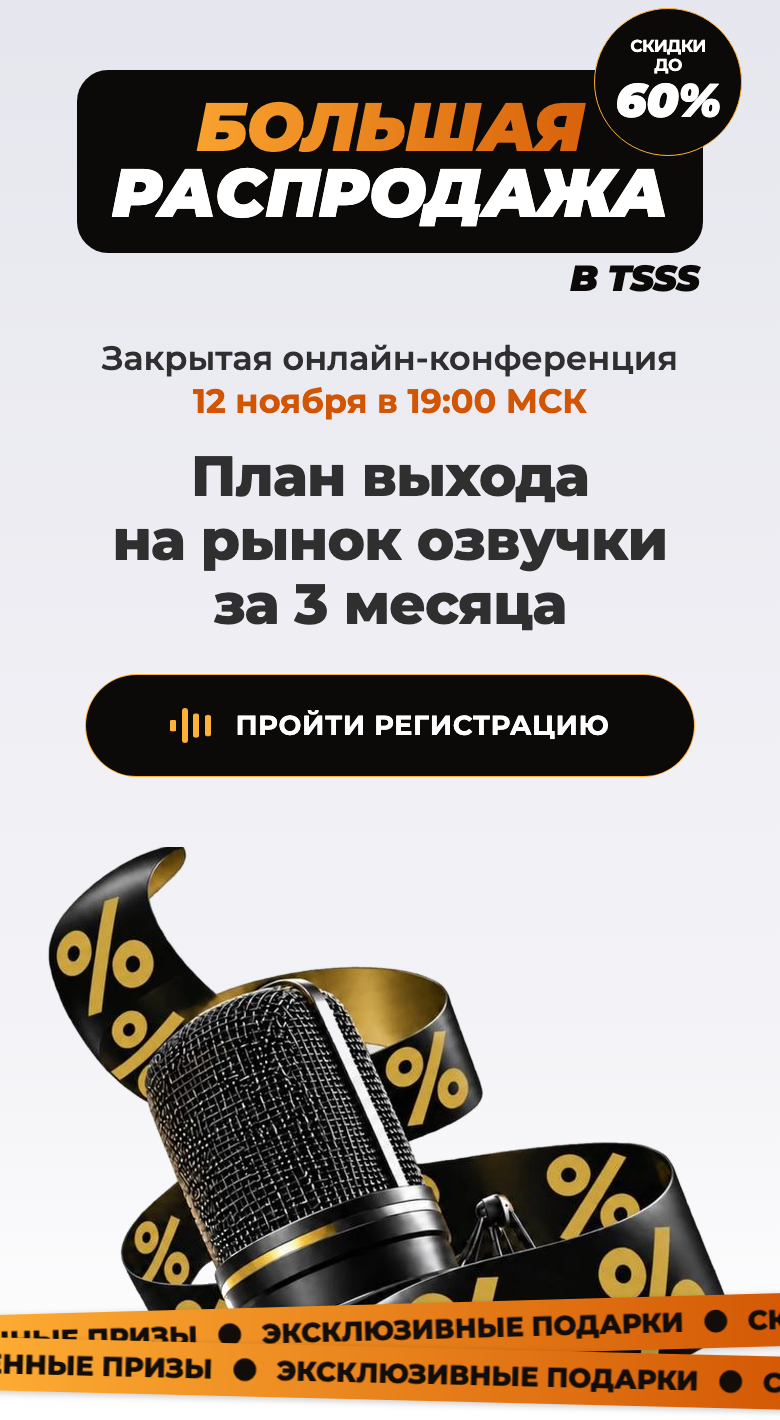 СКИДКИ
ДО
60%
БОЛЬШАЯ
РАСПРОДАЖА
В TSSS
Закрытая онлайн-конференция
12 ноября в 19:00 МСК
План выхода
на рынок озвучки
за 3 месяца
ПРОЙТИ РЕГИСТРАЦИЮ
% % % % % %
ПРИЗЫ ● ЭКСКЛЮЗИВНЫЕ ПОДАРКИ ●
ПРИЗЫ ● ЭКСКЛЮЗИВНЫЕ ПОДАРКИ ●